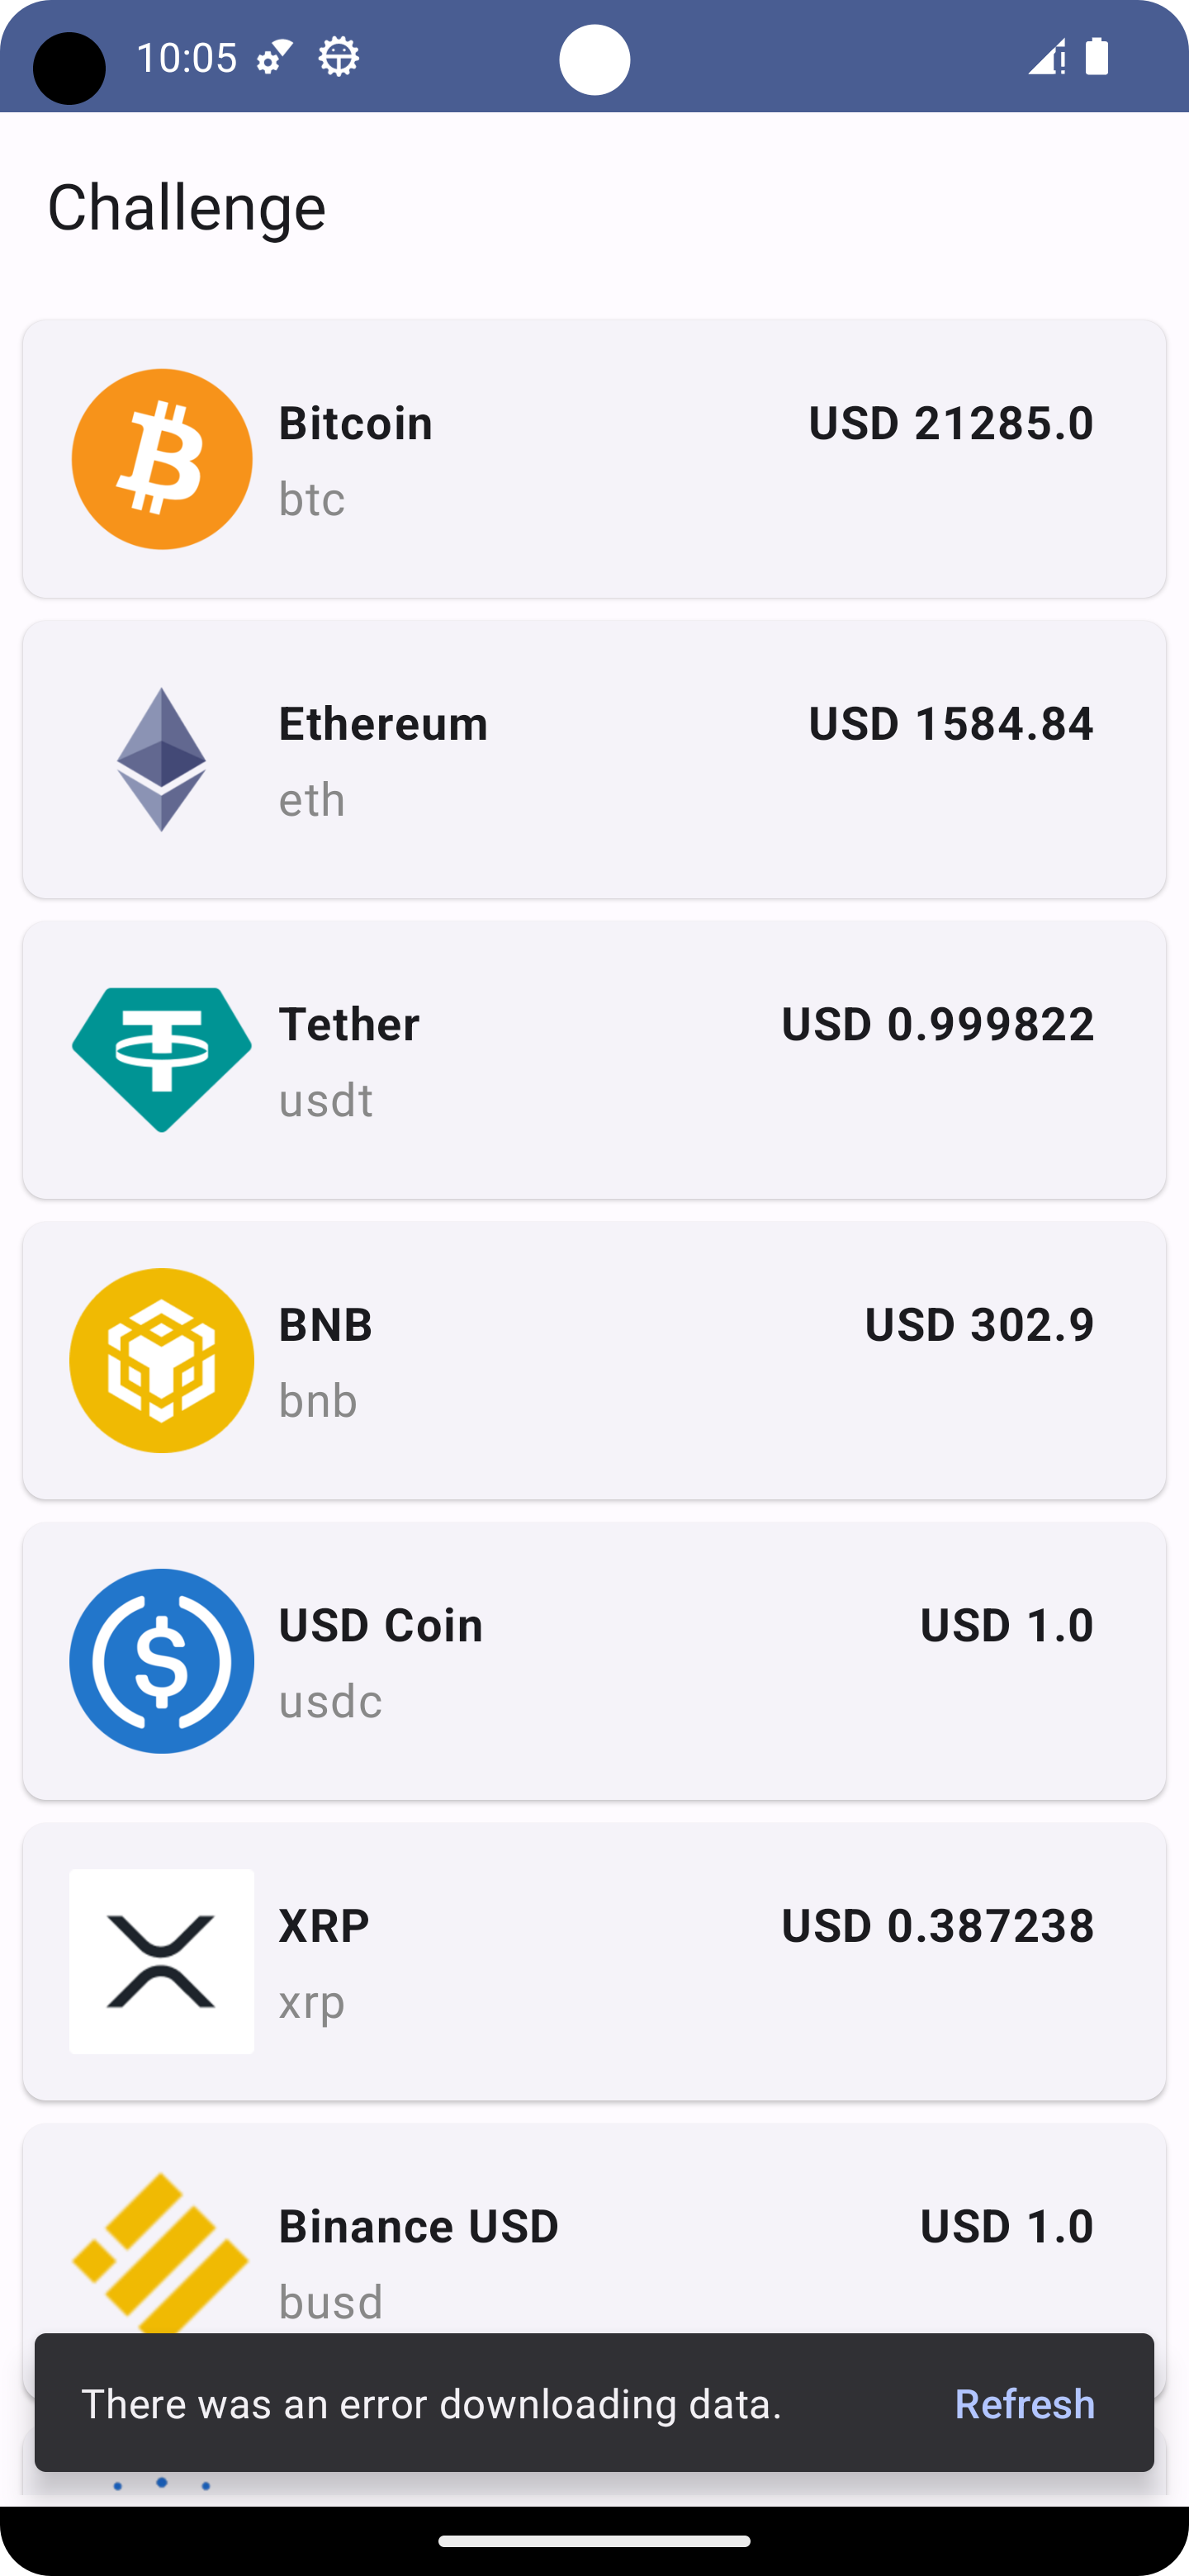 10:05
Challenge
Bitcoin USD 21285.0
btc
Ethereum USD 1584.84
eth
Tether USD 0.999822
usdt
BNB USD 302.9
bnb
USD Coin USD 1.0
usdc
XRP USD 0.387238
xrp
Binance USD USD 1.0
busd
There was an error downloading data. Refresh